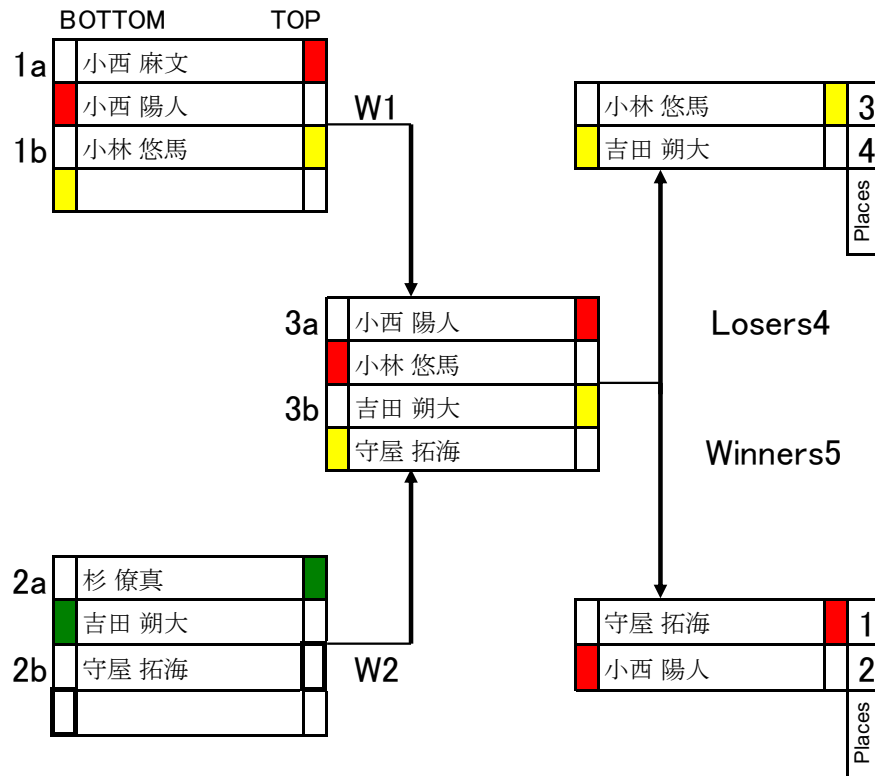 BOTTOM TOP
1a 小西 麻文
小西 陽人
1b 小林 悠馬
W1
小林 悠馬 3
吉田 朔大 4
Places
3a 小西 陽人
小林 悠馬
3b 吉田 朔大
守屋 拓海
Losers4
Winners5
2a 杉 僚真
吉田 朔大
2b 守屋 拓海
W2
守屋 拓海 1
小西 陽人 2
Places